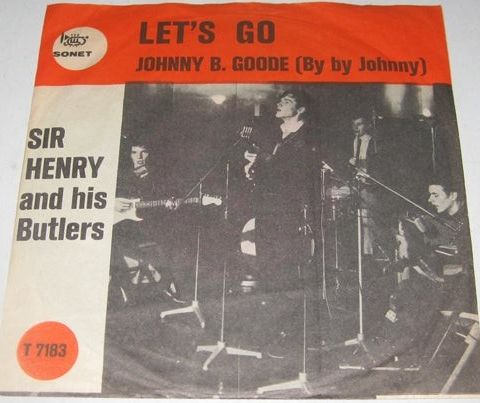 SONET
LET'S GO
JOHNNY B. GOODE (By by Johnny)
SIR
HENRY
and his
Butlers
T 7183